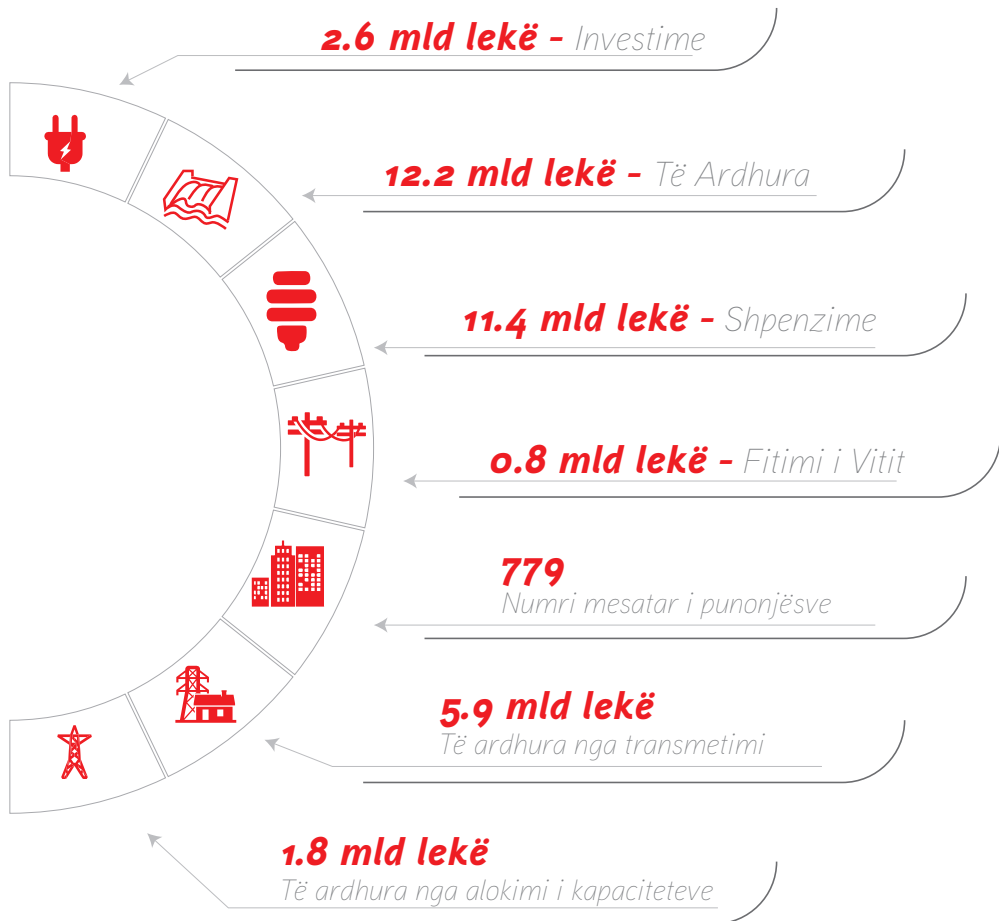 2.6 mld lekë - Investime
12.2 mld lekë - Të Ardhura
11.4 mld lekë - Shpenzime
0.8 mld lekë - Fitimi i Vitit
779
Numri mesatar i punonjësve
5.9 mld lekë
Të ardhura nga transmetimi
1.8 mld lekë
Të ardhura nga alokimi i kapaciteteve